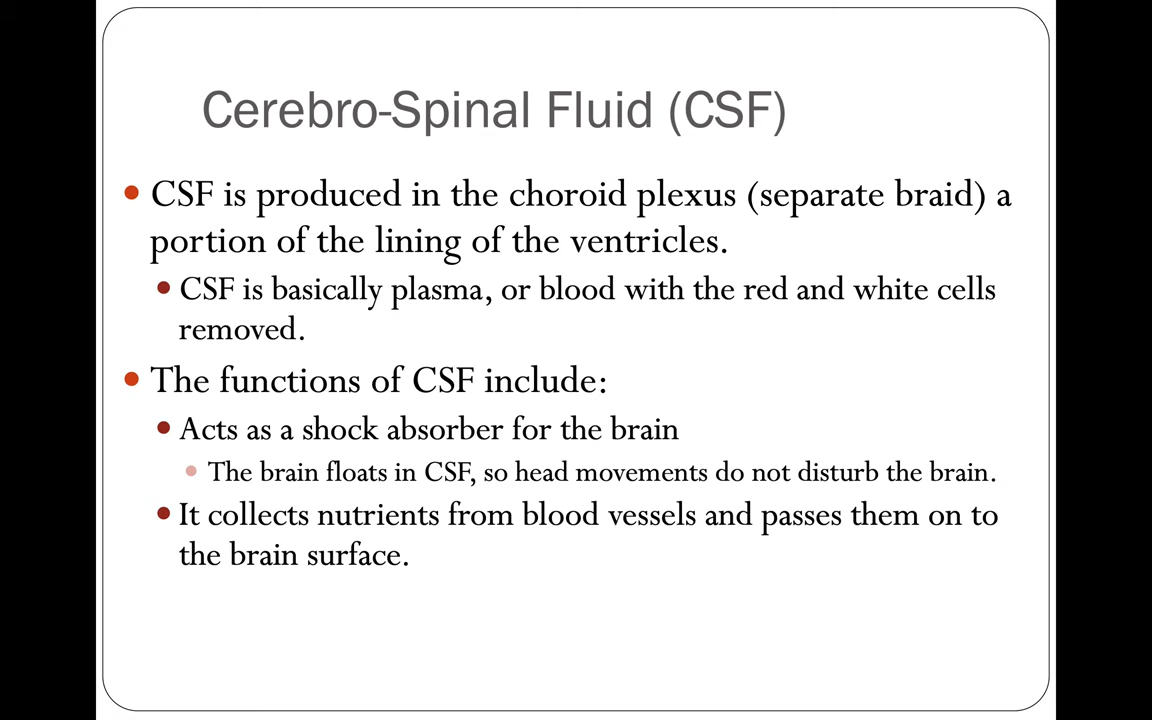 Cerebro-Spinal Fluid (CSF)
• CSF is produced in the choroid plexus (separate braid) a
portion of the lining of the ventricles.
• CSF is basically plasma, or blood with the red and white cells
removed.
• The functions of CSF include:
• Acts as a shock absorber for the brain
• The brain floats in CSF, so head movements do not disturb the brain.
• It collects nutrients from blood vessels and passes them on to
the brain surface.